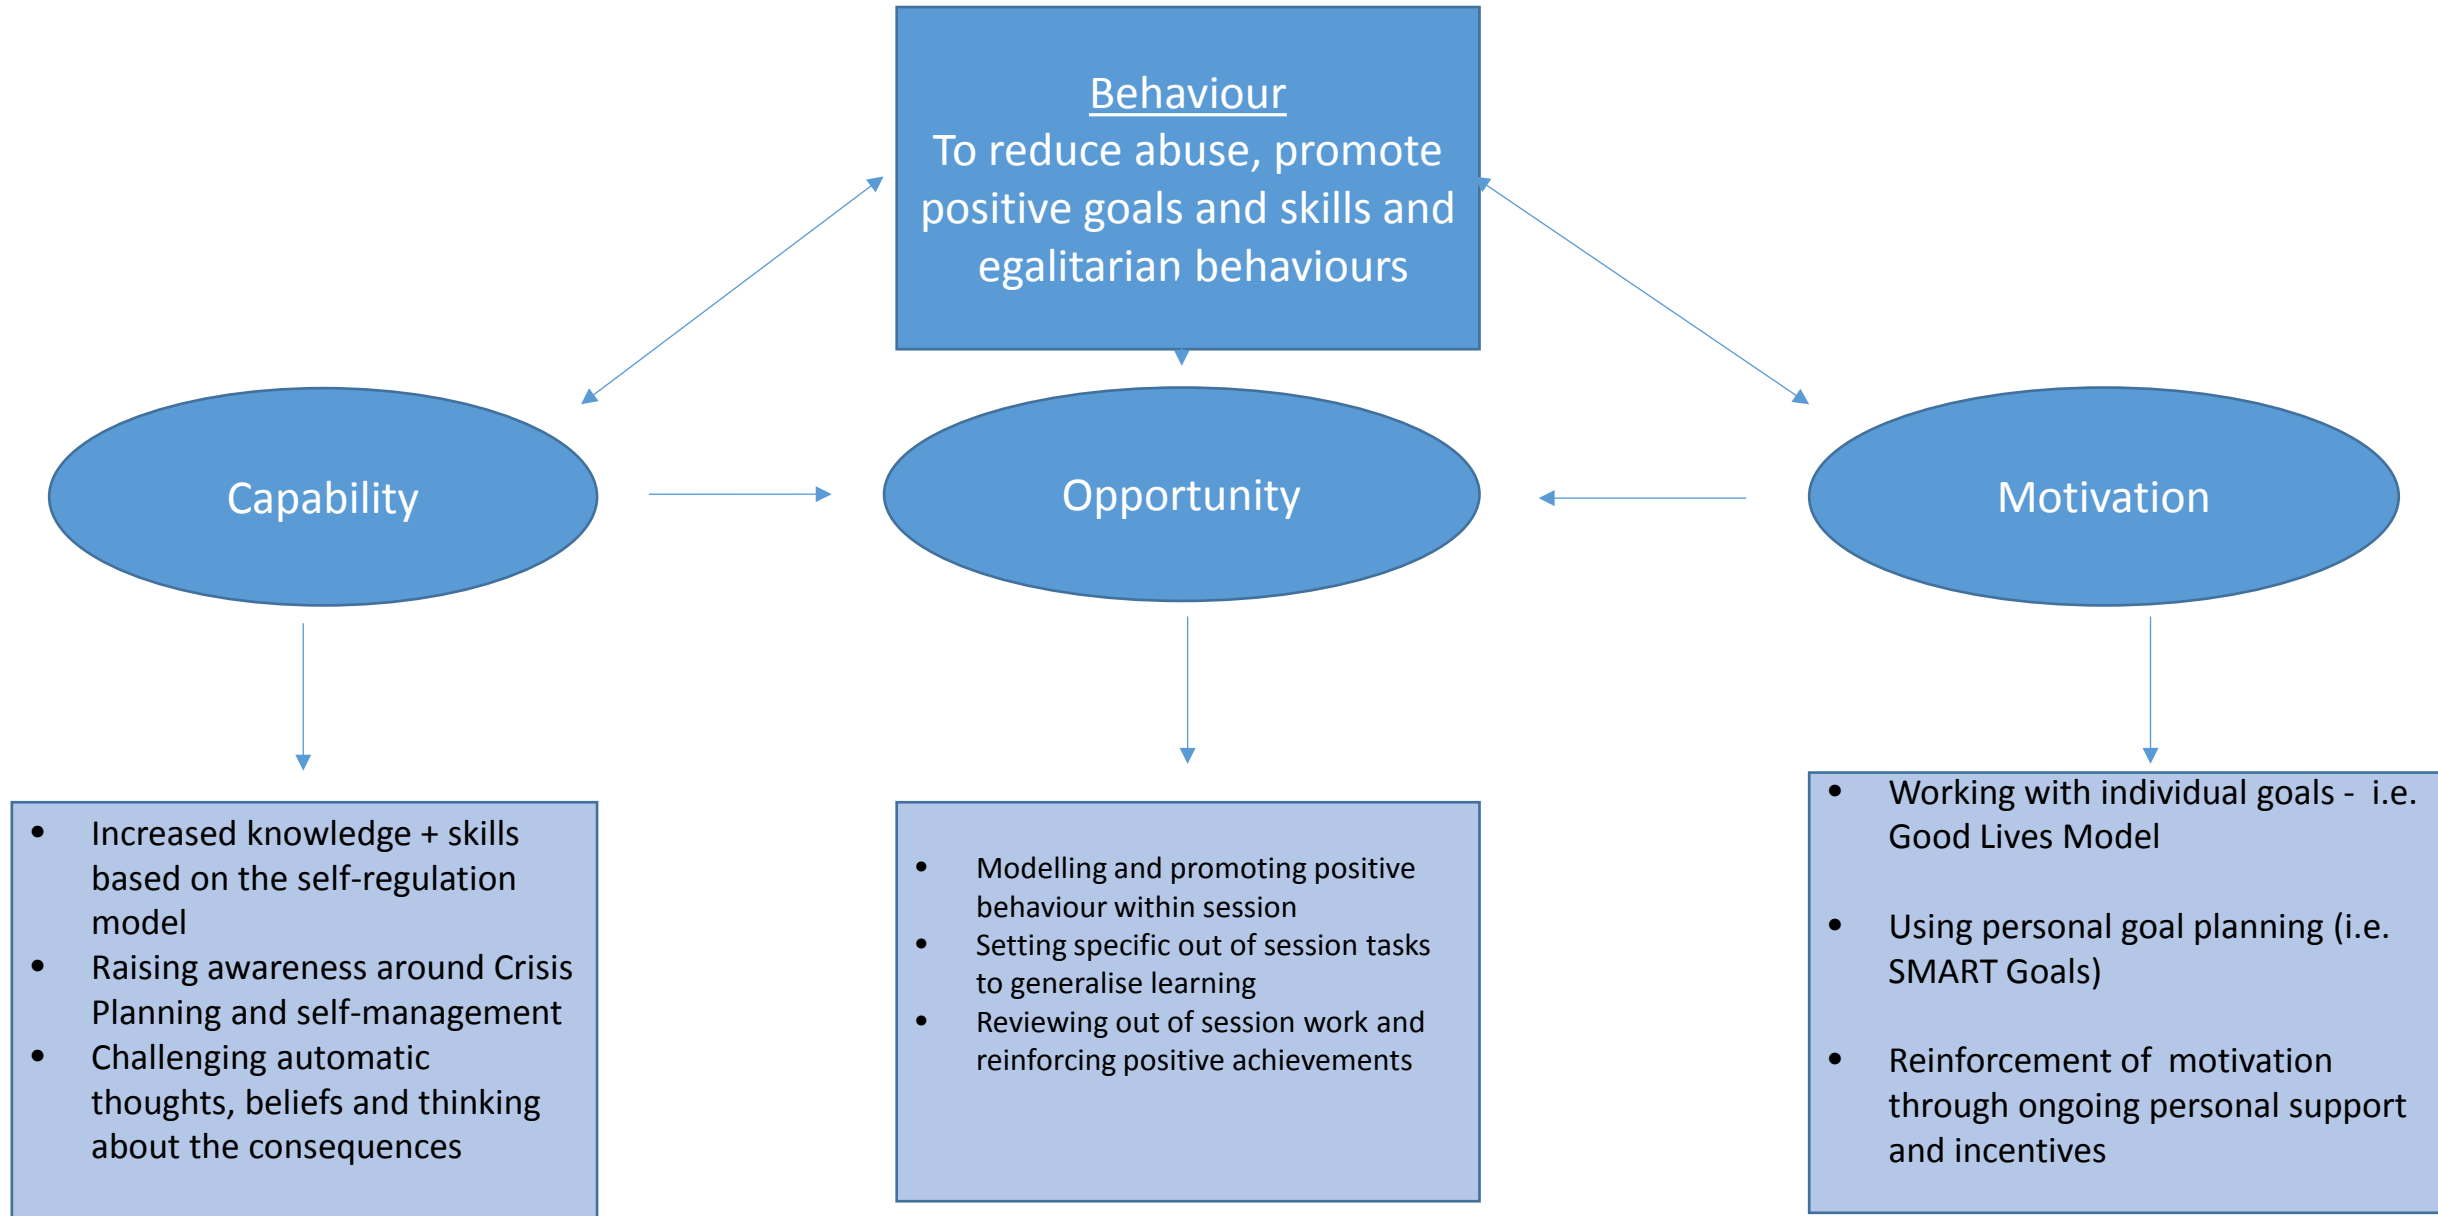 Behaviour
To reduce abuse, promote
positive goals and skills and
egalitarian behaviours
Capability
Opportunity
Motivation
• Increased knowledge + skills
based on the self-regulation
model
• Raising awareness around Crisis
Planning and self-management
• Challenging automatic
thoughts, beliefs and thinking
about the consequences
• Modelling and promoting positive
behaviour within session
• Setting specific out of session tasks
to generalise learning
• Reviewing out of session work and
reinforcing positive achievements
• Working with individual goals - i.e.
Good Lives Model
• Using personal goal planning (i.e.
SMART Goals)
• Reinforcement of motivation
through ongoing personal support
and incentives